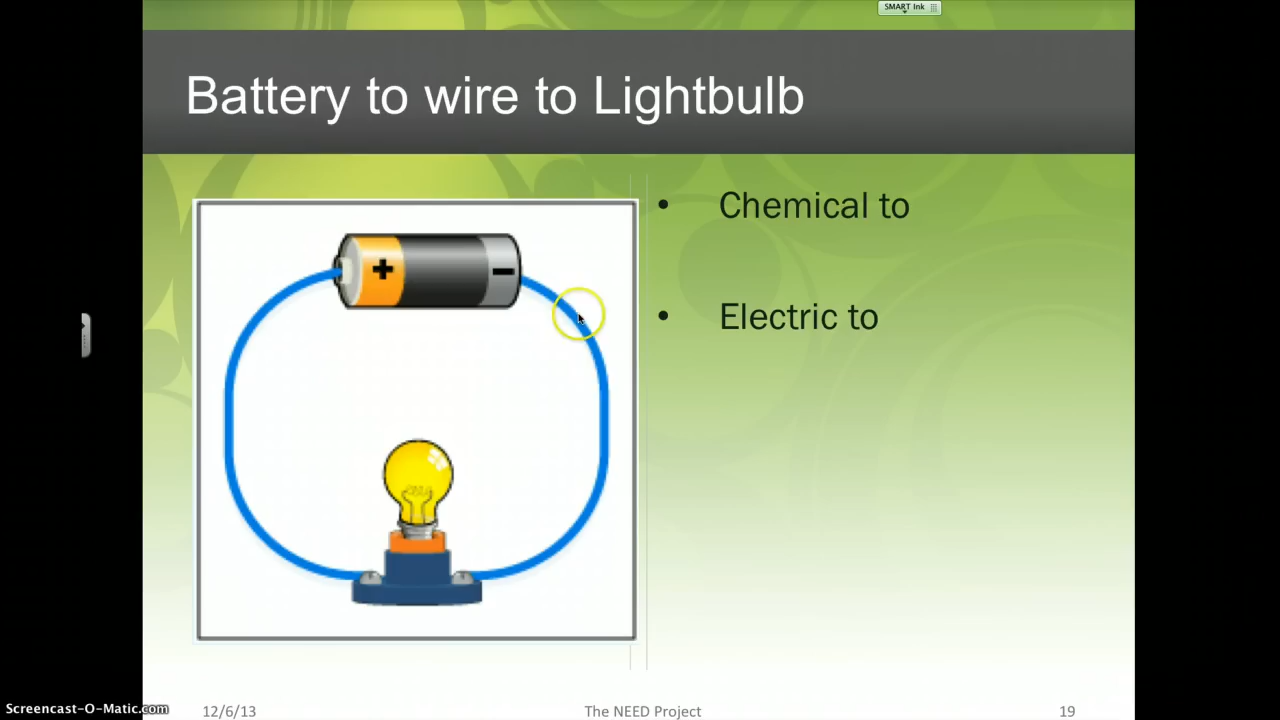 SMART Ink
Battery to wire to Lightbulb
• Chemical to
• Electric to
+ −
Screencast-O-Matic.com
12/6/13
The NEED Project
19